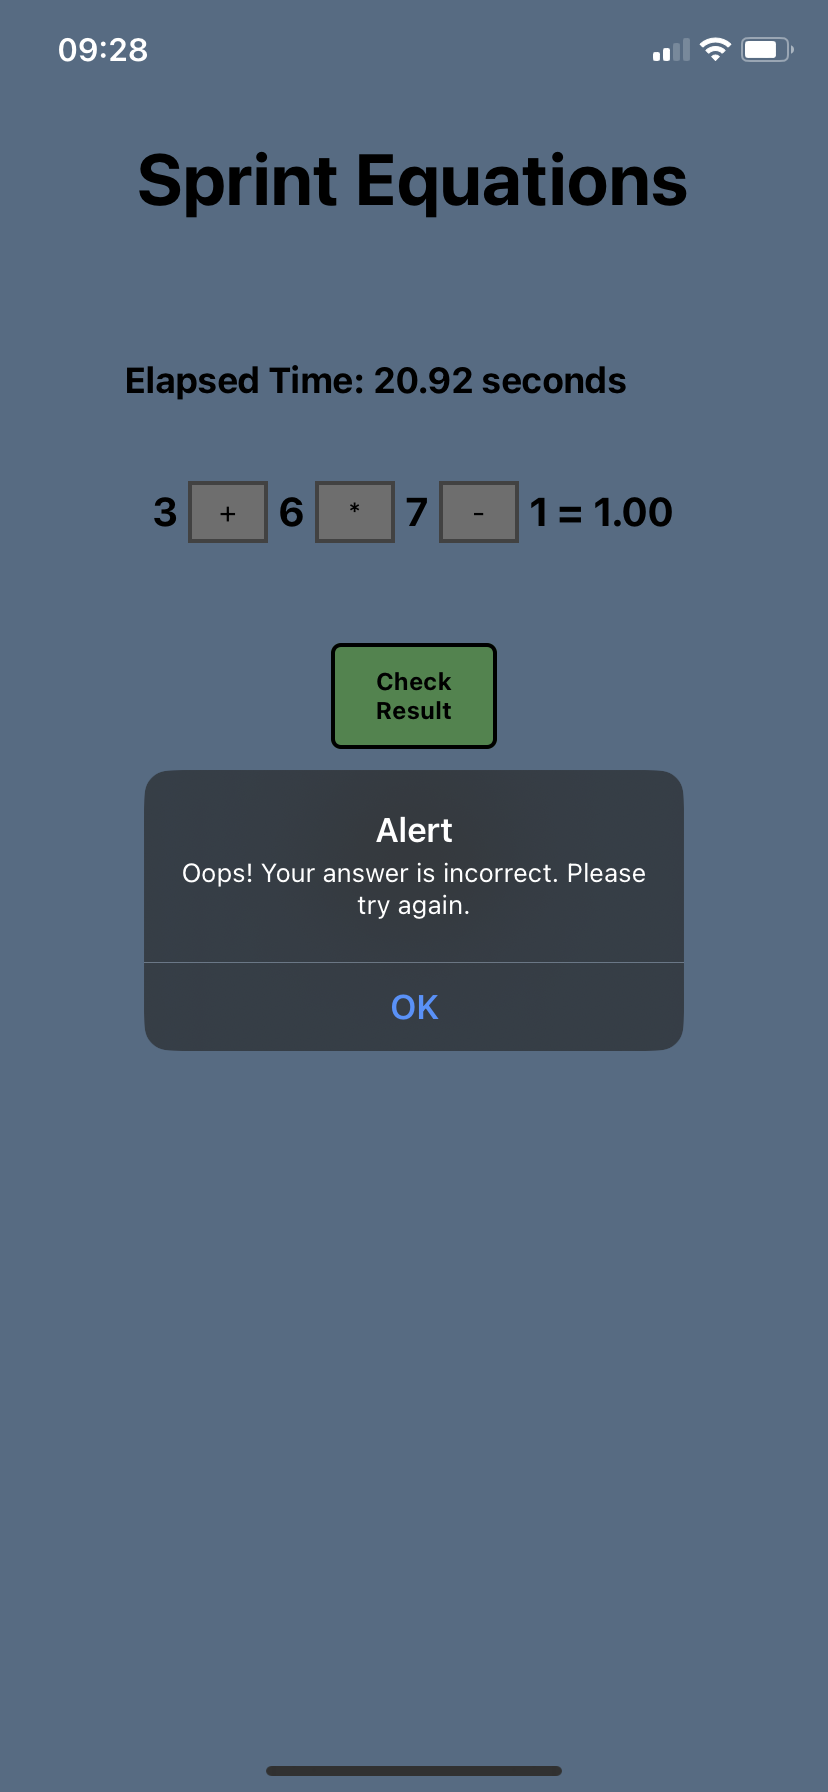 09:28
Sprint Equations
Elapsed Time: 20.92 seconds
3 + 6 * 7 - 1 = 1.00
Check
Result
Alert
Oops! Your answer is incorrect. Please
try again.
OK